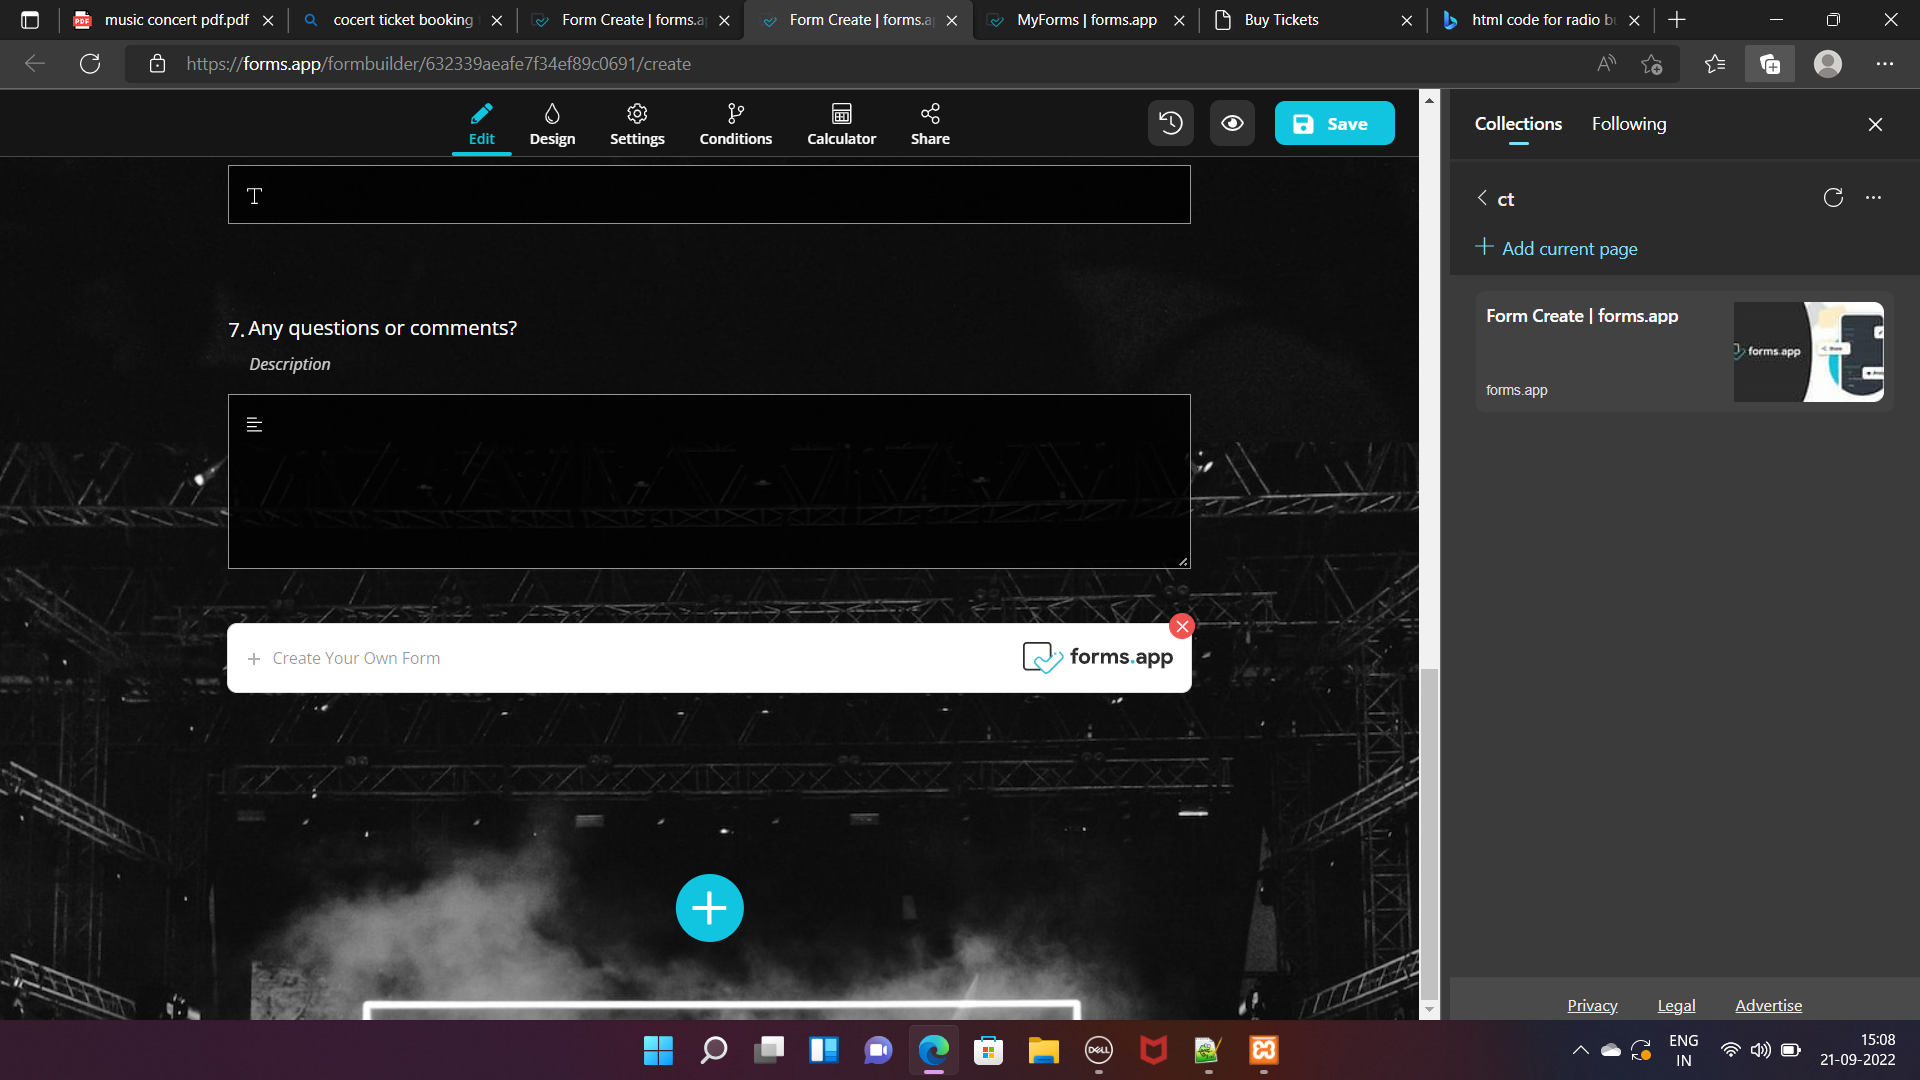 music concert pdf.pdf
cocert ticket booking
Form Create | forms.a
Form Create | forms.a
MyForms | forms.app
Buy Tickets
html code for radio b
https://forms.app/formbuilder/632339aeafe7f34ef89c0691/create
Edit
Design
Settings
Conditions
Calculator
Share
Save
7. Any questions or comments?
Description
+ Create Your Own Form
forms.app
Collections
Following
ct
Add current page
Form Create | forms.app
forms.app
forms.app
Privacy
Legal
Advertise
DELL
ENG
IN
15:08
21-09-2022